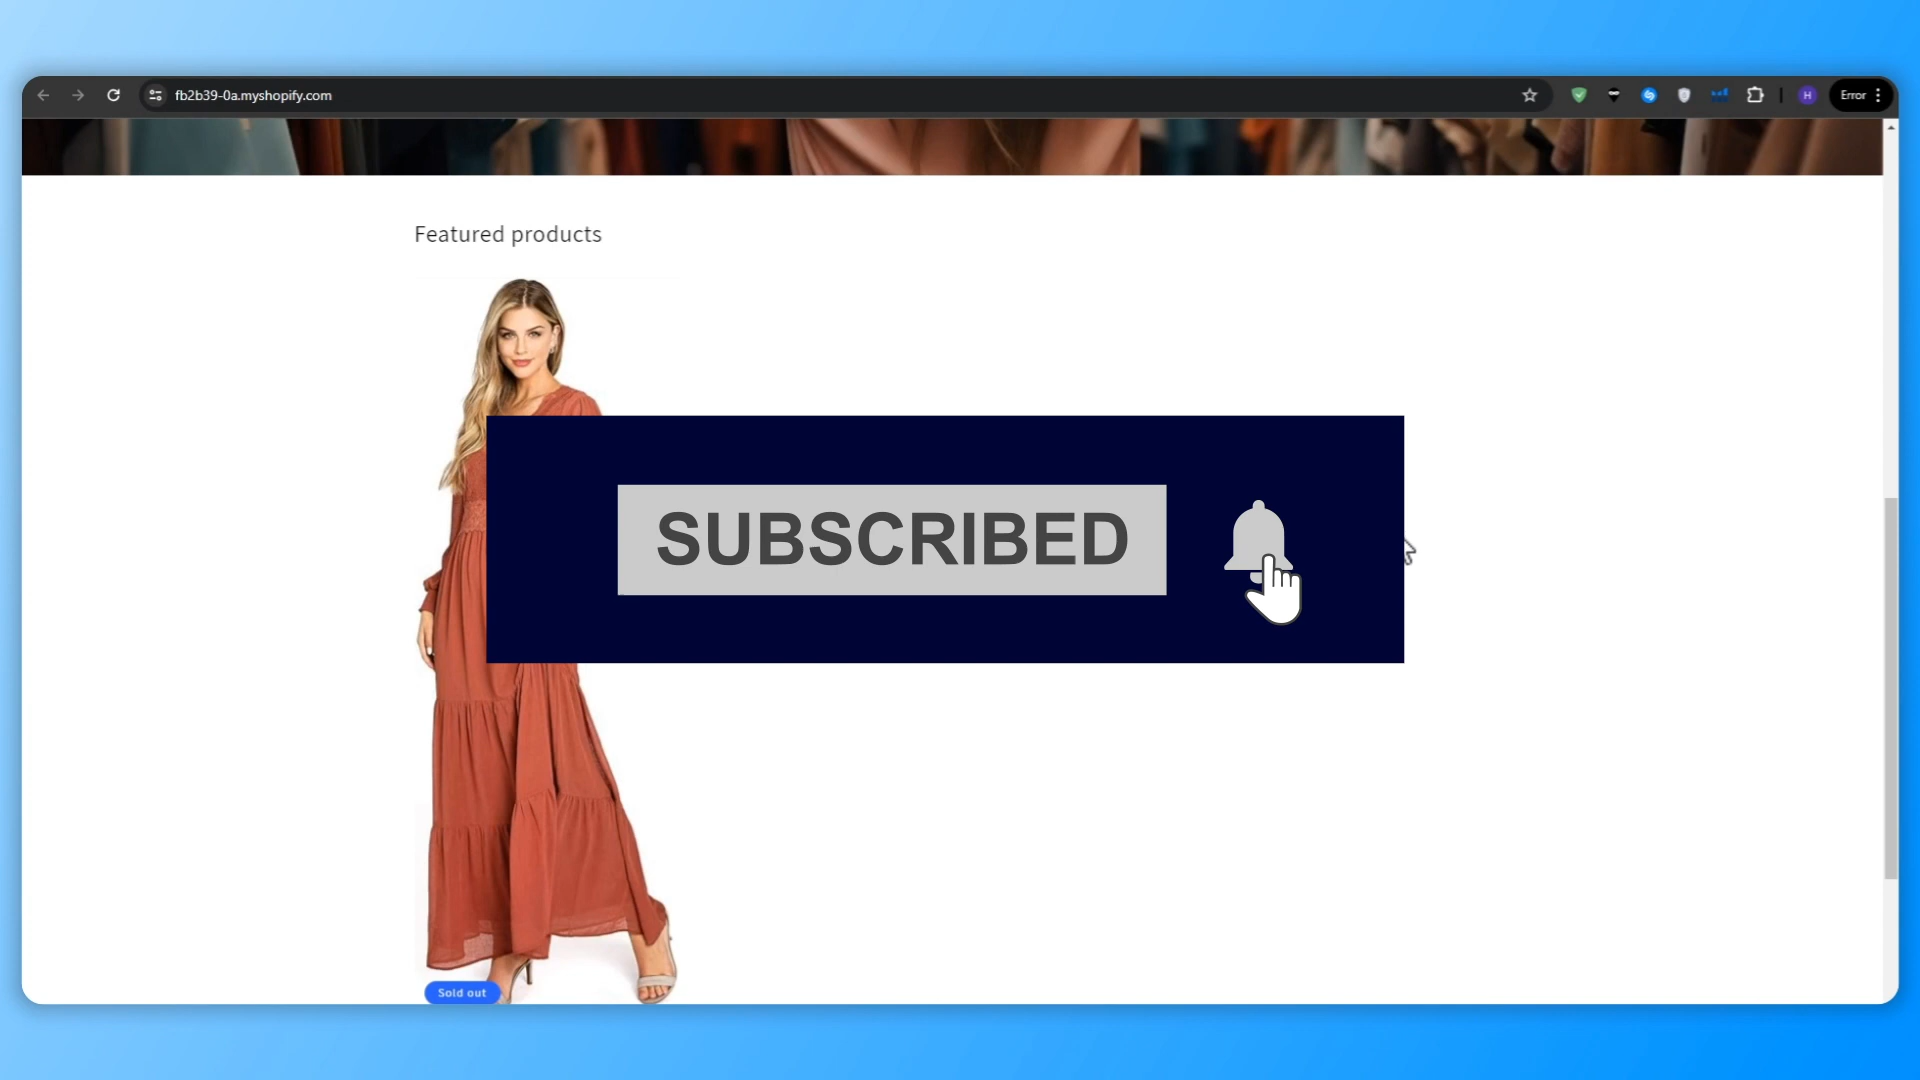 fb2b39-0a.myshopify.com
H
Error
Featured products
SUBSCRIBED
Sold out